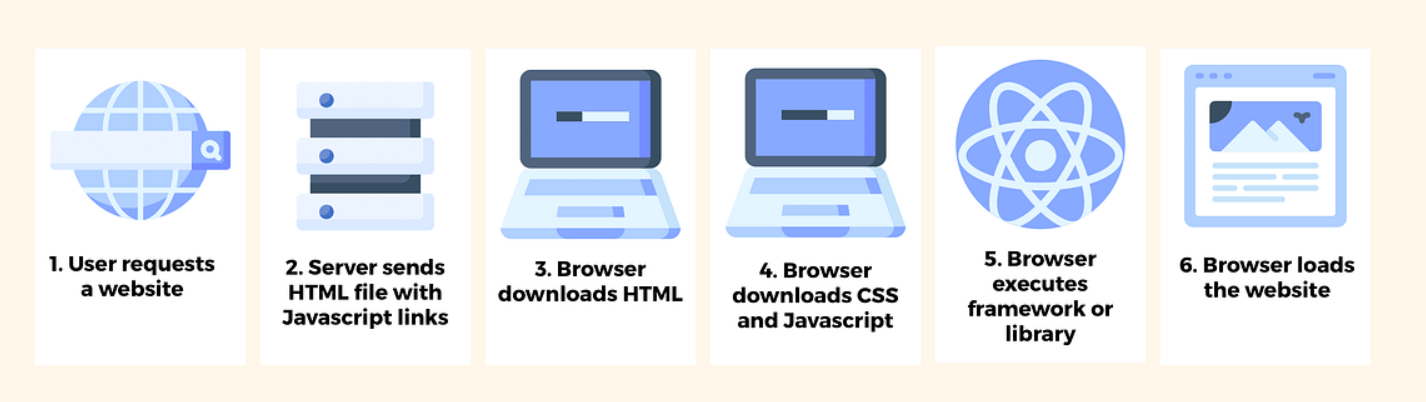 1. User requests
a website
2. Server sends
HTML file with
Javascript links
3. Browser
downloads HTML
4. Browser
downloads CSS
and Javascript
5. Browser
executes
framework or
library
6. Browser loads
the website